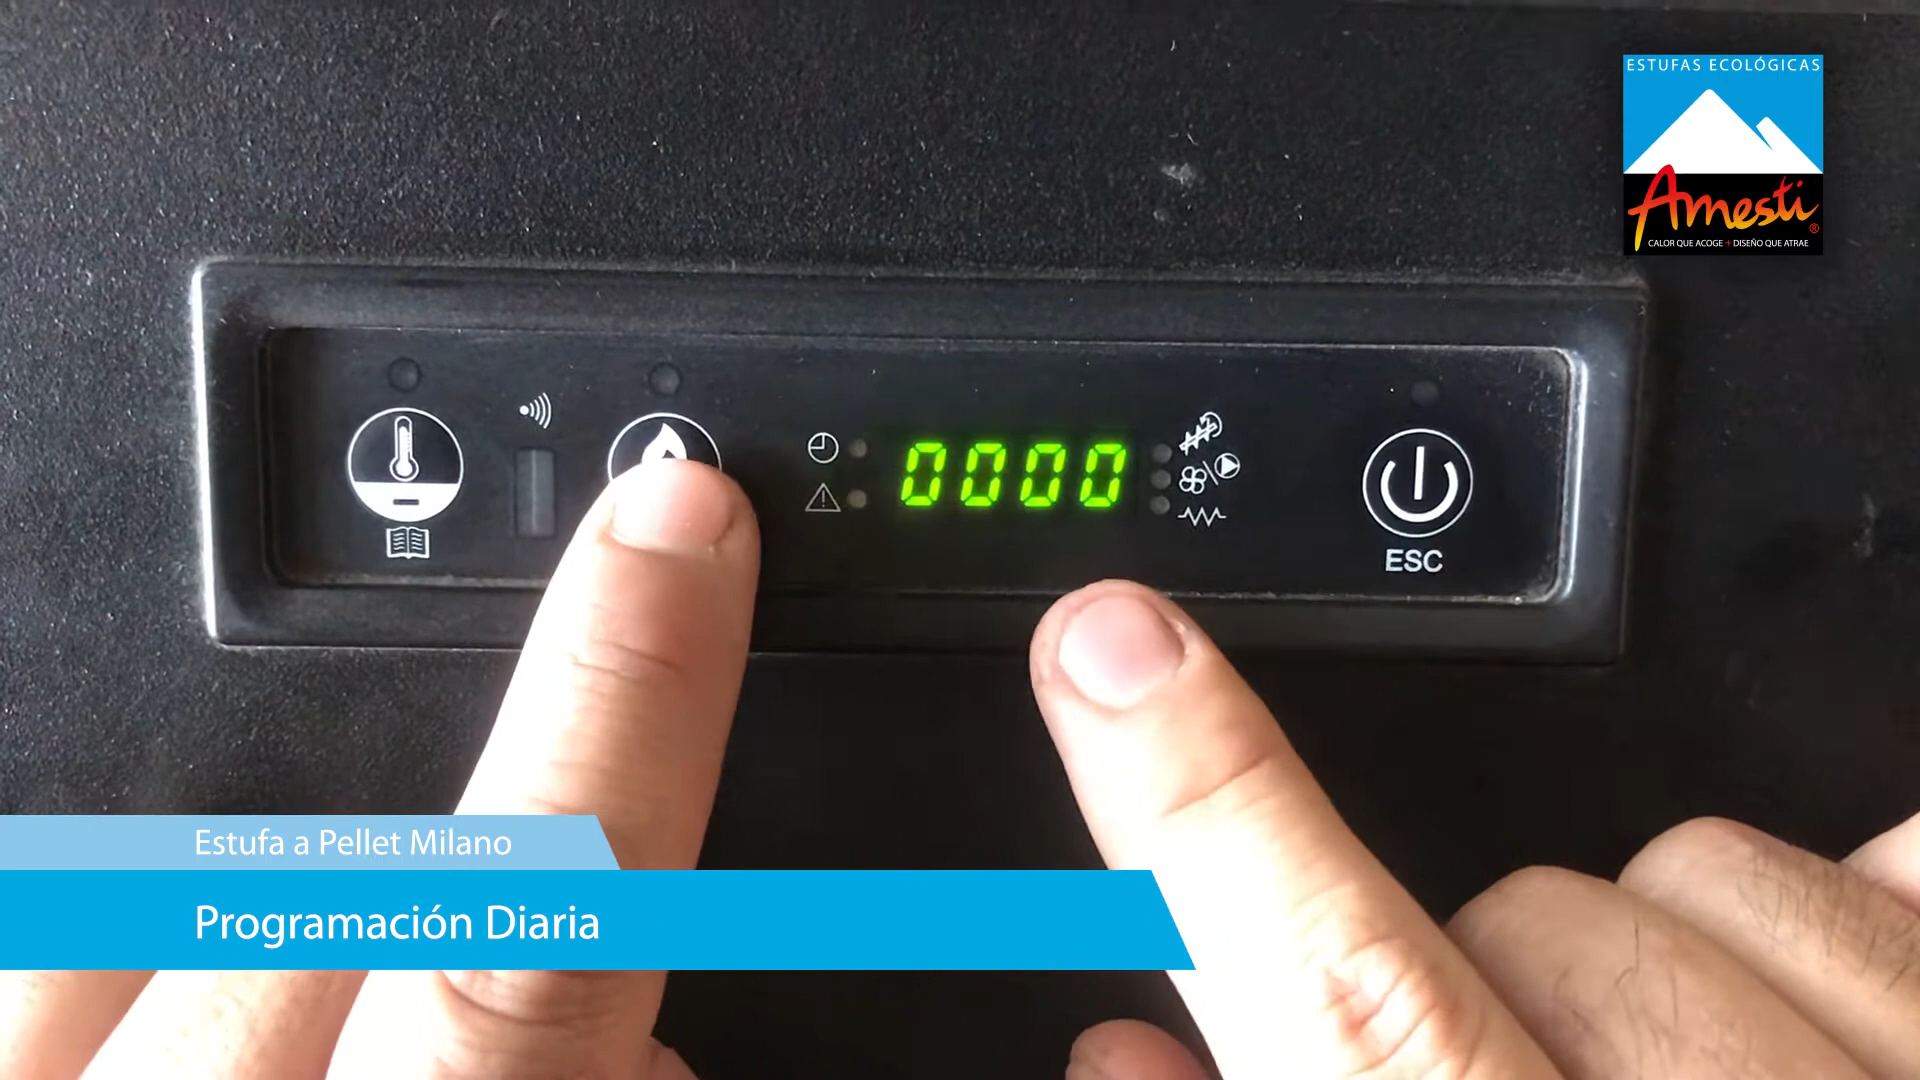 ESTUFAS ECOLÓGICAS
Amesti®
CALOR QUE ACOGE + DISEÑO QUE ATRAE
0000
ESC
Estufa a Pellet Milano
Programación Diaria